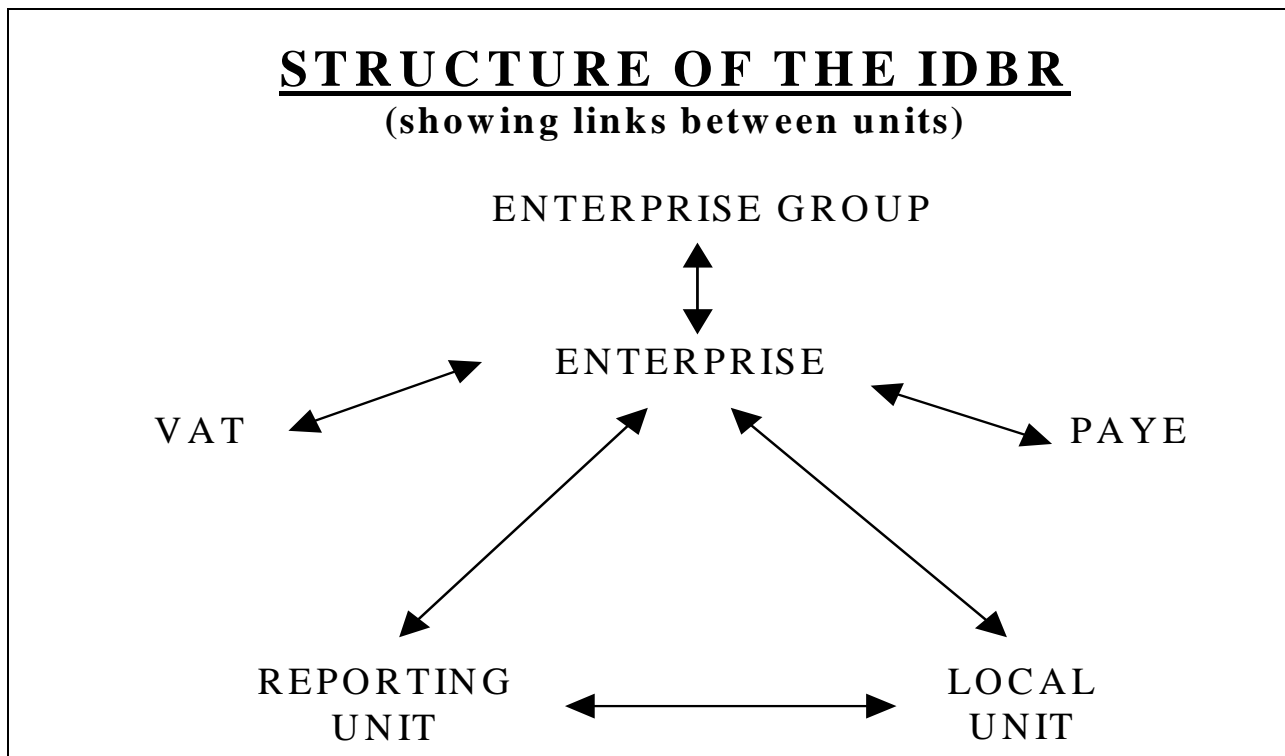 STRUCTURE OF THE IDBR
(showing links between units)
ENTERPRISE GROUP
ENTERPRISE
VAT
PAYE
REPORTING
UNIT
LOCAL
UNIT